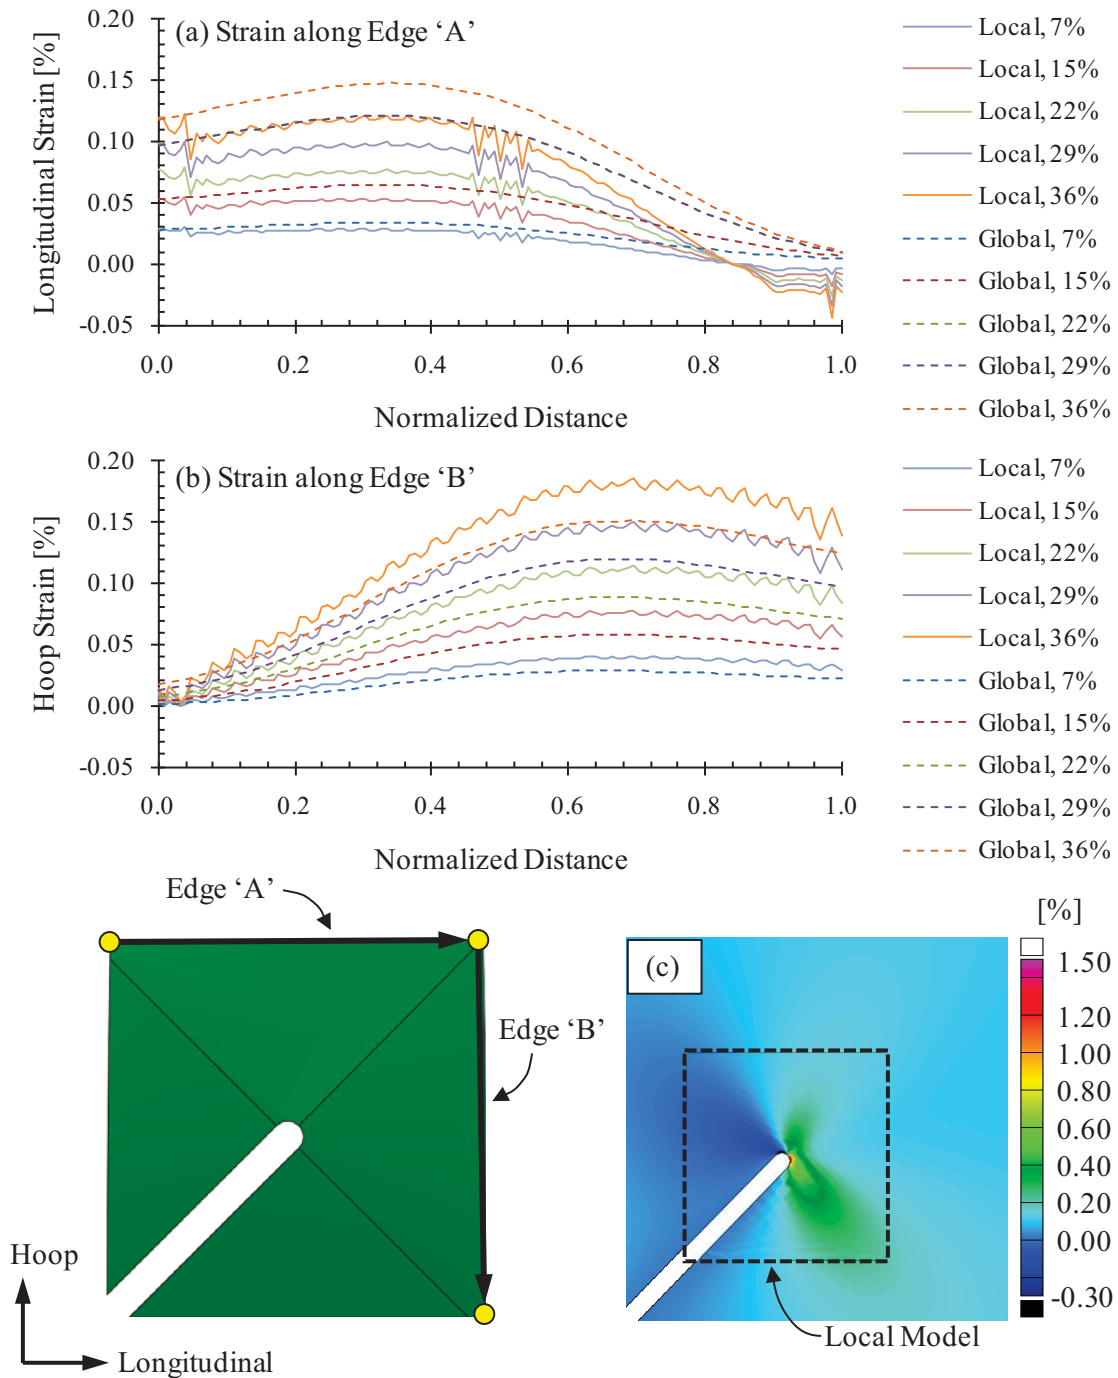 (a) Strain along Edge ‘A’
Longitudinal Strain [%]
0.20
0.15
0.10
0.05
0.00
-0.05
0.0 0.2 0.4 0.6 0.8 1.0
Normalized Distance
Local, 7%
Local, 15%
Local, 22%
Local, 29%
Local, 36%
Global, 7%
Global, 15%
Global, 22%
Global, 29%
Global, 36%
(b) Strain along Edge ‘B’
Hoop Strain [%]
0.20
0.15
0.10
0.05
0.00
-0.05
0.0 0.2 0.4 0.6 0.8 1.0
Normalized Distance
Local, 7%
Local, 15%
Local, 22%
Local, 29%
Local, 36%
Global, 7%
Global, 15%
Global, 22%
Global, 29%
Global, 36%
Edge ‘A’
Edge ‘B’
Hoop
Longitudinal
(c)
[%]
1.50
1.20
1.00
0.80
0.60
0.40
0.20
0.00
-0.30
Local Model